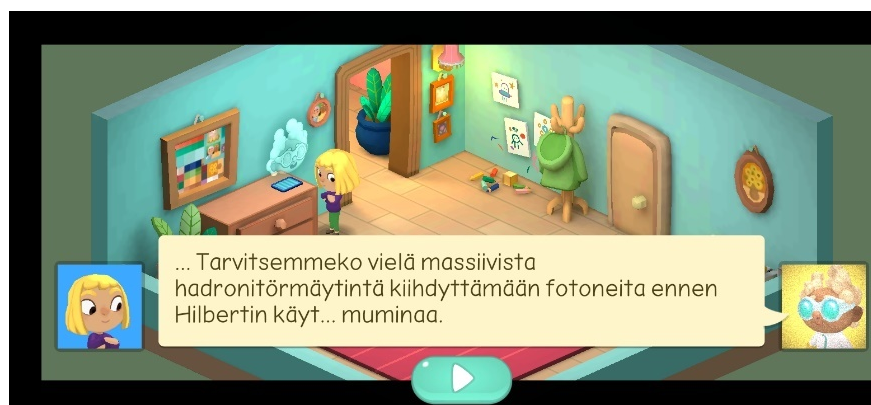 ... Tarvitsemmeko vielä massiivista
hadronitörmäytintä kiihdyttämään fotoneita ennen
Hilbertin käyt... muminaa.